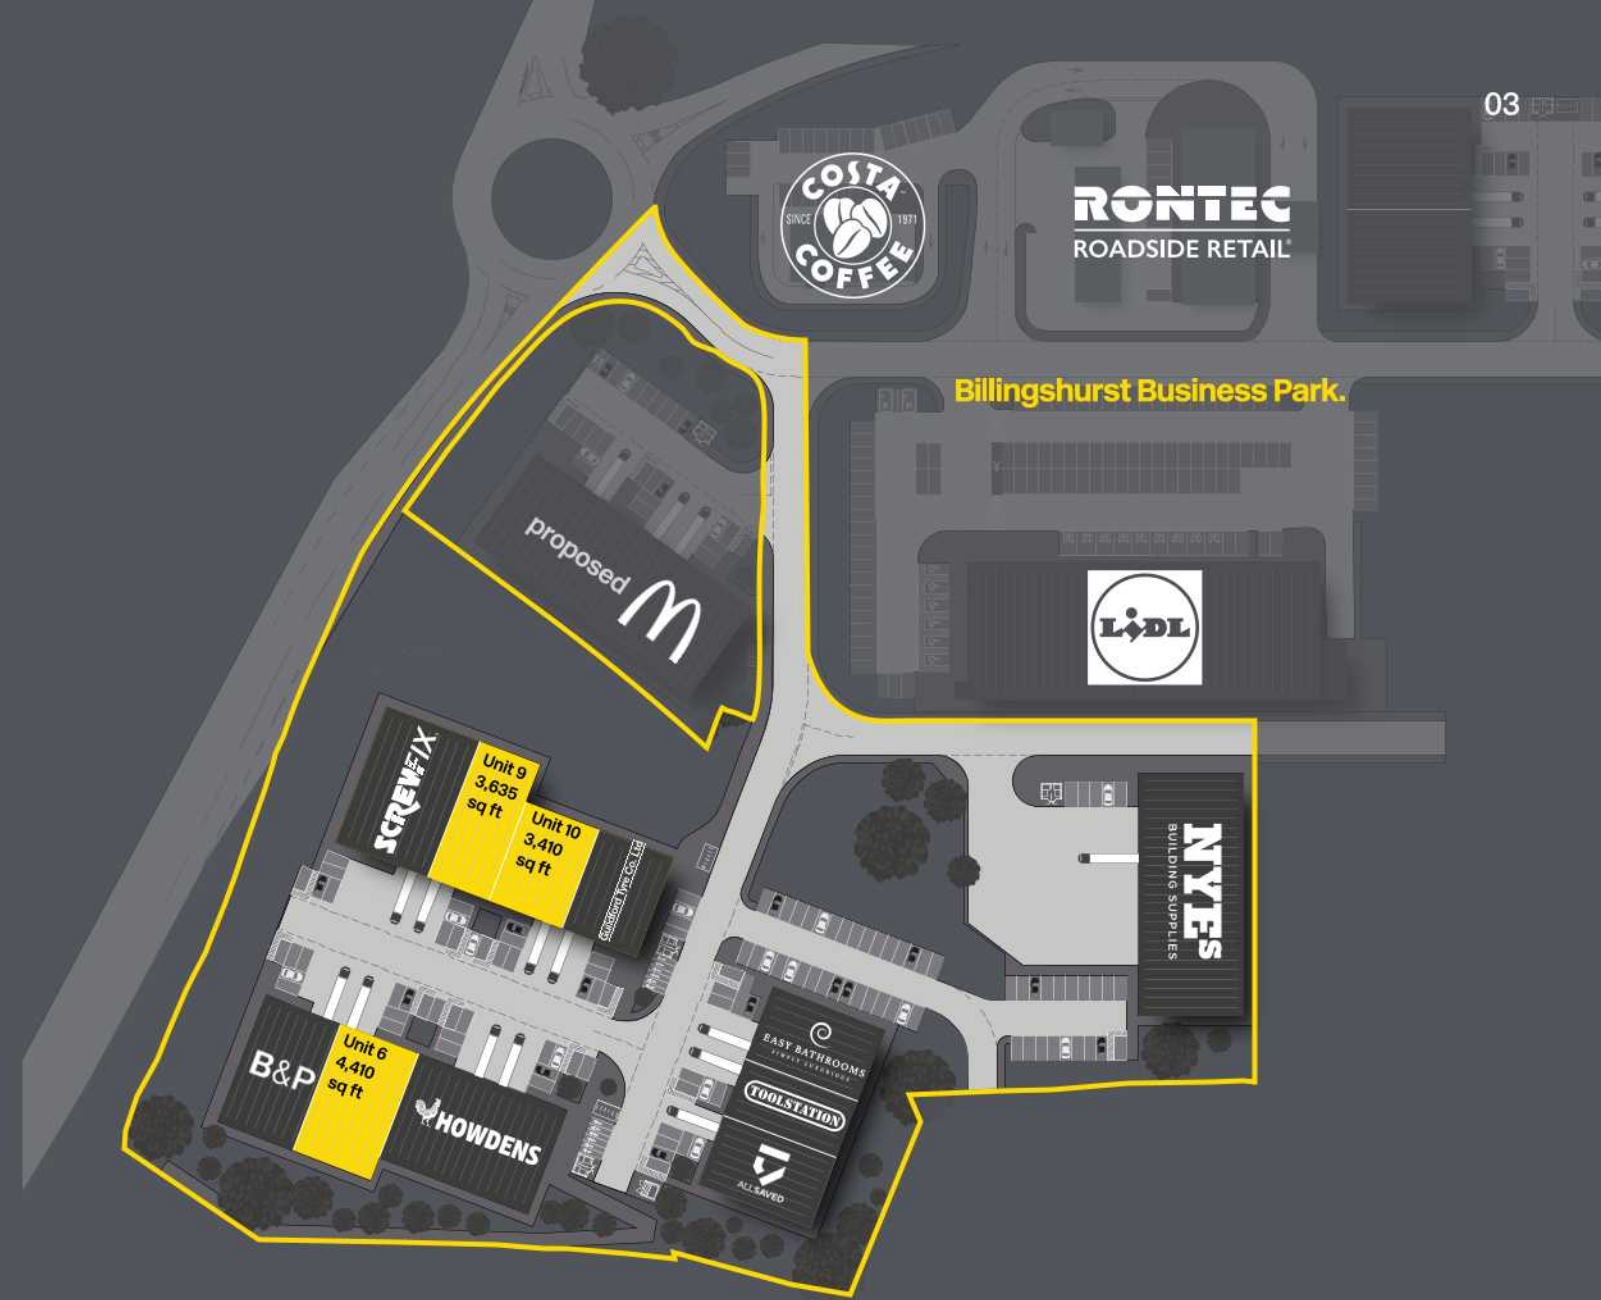 03
COSTA
SINCE 1971
COFFEE
RONTEC
ROADSIDE RETAIL
Billingshurst Business Park.
proposed
LIDL
SCREWFIX
Unit 9
3,635
sq ft
Unit 10
3,410
sq ft
Guildford Tyre Co. Ltd
NYES
BUILDING SUPPLIES
B&P
Unit 6
4,410
sq ft
HOWDENS
EASY BATHROOMS
SIMPLY LUXURIOUS
TOOLSTATION
ALLSAVED